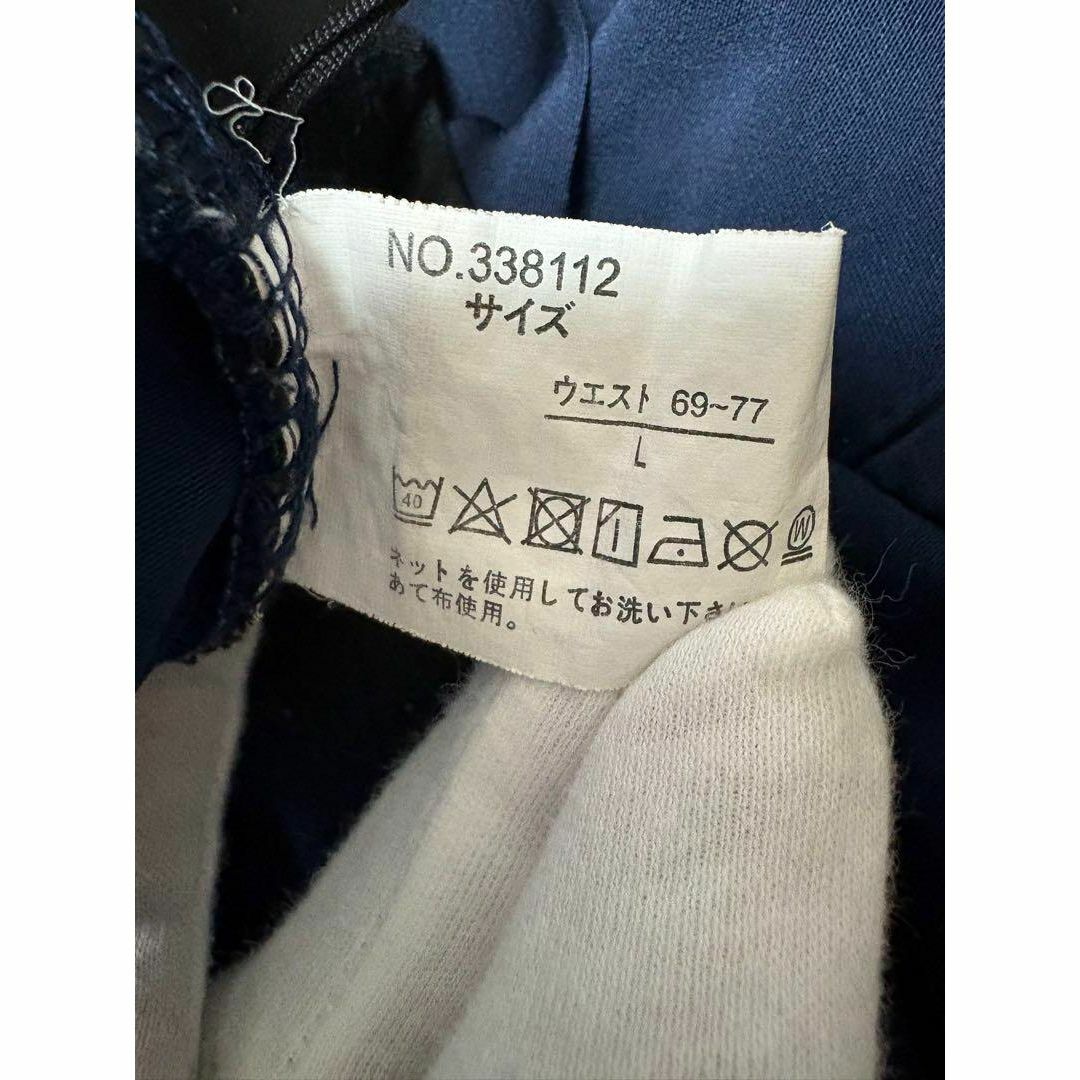 NO.338112
サイズ
ウエスト 69~77
L
40
W
ネットを使用してお洗い下さ
あて布使用。